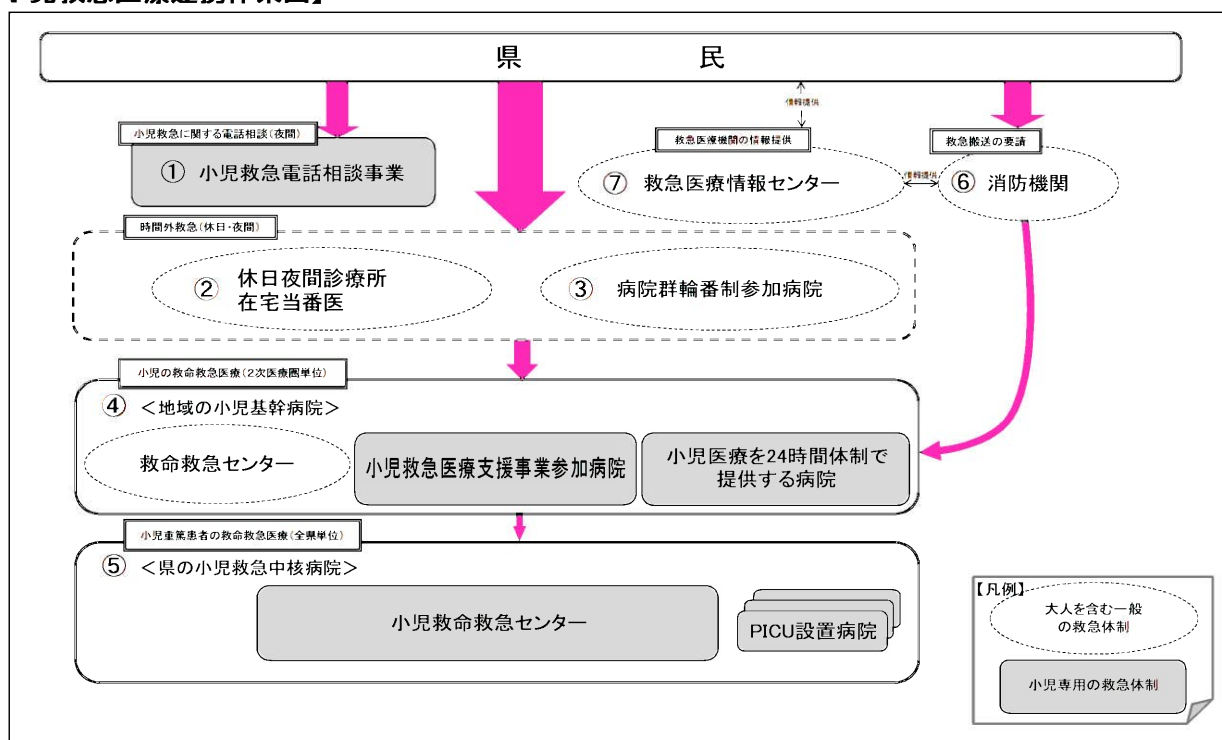 県 民
情報提供
小児救急に関する電話相談(夜間)
① 小児救急電話相談事業
救急医療機関の情報提供
⑦ 救急医療情報センター
情報提供
救急搬送の要請
⑥ 消防機関
時間外救急(休日・夜間)
② 休日夜間診療所
在宅当番医
③ 病院群輪番制参加病院
小児の救命救急医療(2次医療圏単位)
④ <地域の小児基幹病院>
救命救急センター
小児救急医療支援事業参加病院
小児医療を24時間体制で
提供する病院
小児重篤患者の救命救急医療(全県単位)
⑤ <県の小児救急中核病院>
小児救命救急センター
PICU設置病院
【凡例】
大人を含む一般
の救急体制
小児専用の救急体制